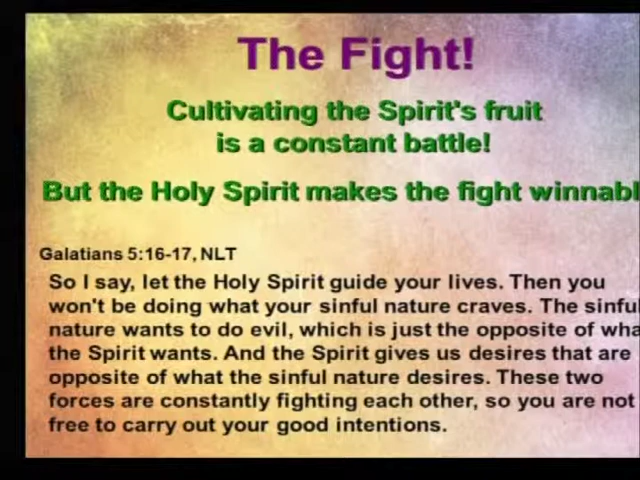 The Fight!
Cultivating the Spirit's fruit
is a constant battle!
But the Holy Spirit makes the fight winnabl
Galatians 5:16-17, NLT
So I say, let the Holy Spirit guide your lives. Then you
won't be doing what your sinful nature craves. The sinfu
nature wants to do evil, which is just the opposite of wha
the Spirit wants. And the Spirit gives us desires that are
opposite of what the sinful nature desires. These two
forces are constantly fighting each other, so you are not
free to carry out your good intentions.